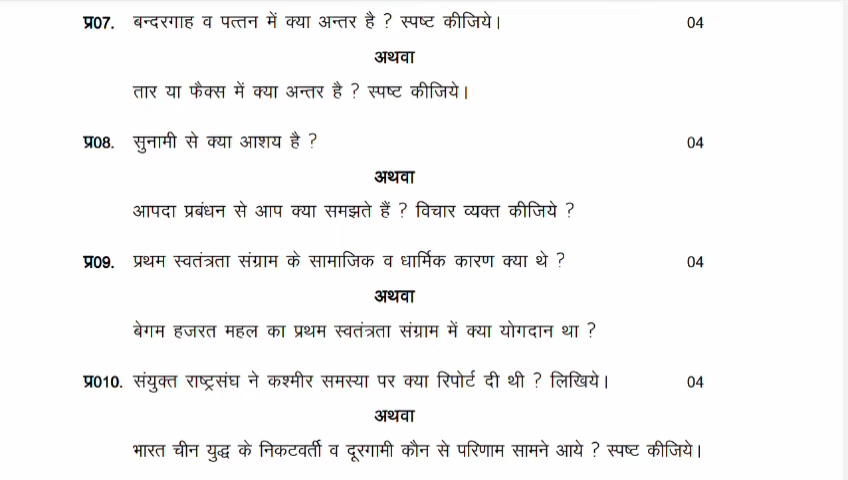 प्र07. बन्दरगाह व पत्तन में क्या अन्तर है ? स्पष्ट कीजिये। 04
अथवा
तार या फैक्स में क्या अन्तर है ? स्पष्ट कीजिये।
प्र08. सुनामी से क्या आशय है ? 04
अथवा
आपदा प्रबंधन से आप क्या समझते हैं ? विचार व्यक्त कीजिये ?
प्र09. प्रथम स्वतंत्रता संग्राम के सामाजिक व धार्मिक कारण क्या थे ? 04
अथवा
बेगम हजरत महल का प्रथम स्वतंत्रता संग्राम में क्या योगदान था ?
प्र010. संयुक्त राष्ट्रसंघ ने कश्मीर समस्या पर क्या रिपोर्ट दी थी ? लिखिये। 04
अथवा
भारत चीन युद्ध के निकटवर्ती व दूरगामी कौन से परिणाम सामने आये ? स्पष्ट कीजिये।